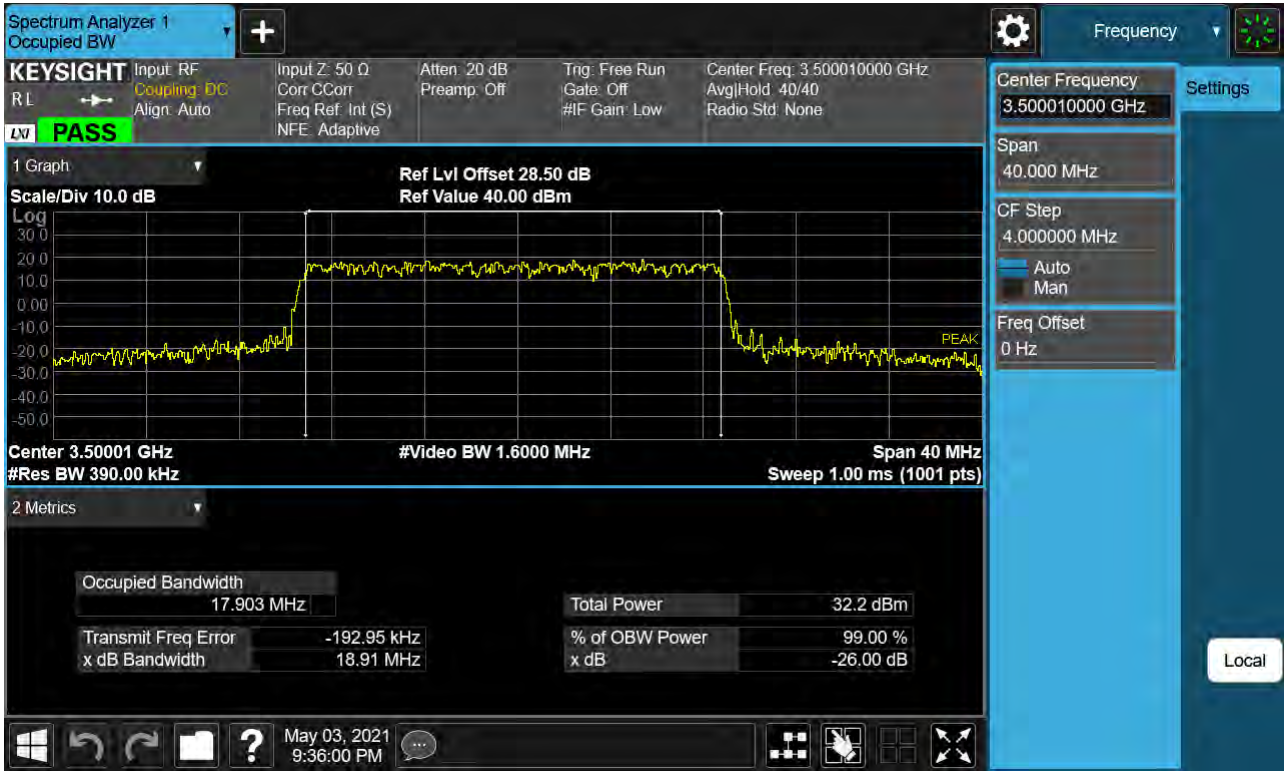 Spectrum Analyzer 1
Occupied BW
Frequency
KEYSIGHT
R L
LXI
PASS
Input: RF
Coupling: DC
Align: Auto
Input Z: 50 Ω
Corr CCorr
Freq Ref: Int (S)
NFE: Adaptive
Atten: 20 dB
Preamp: Off
Trig: Free Run
Gate: Off
#IF Gain: Low
Center Freq: 3.500010000 GHz
Avg|Hold: 40/40
Radio Std: None
1 Graph
Scale/Div 10.0 dB
Ref Lvl Offset 28.50 dB
Ref Value 40.00 dBm
Log
30.0
20.0
10.0
0.00
-10.0
-20.0
-30.0
-40.0
-50.0
PEAK
Center 3.50001 GHz
#Video BW 1.6000 MHz
Span 40 MHz
#Res BW 390.00 kHz
Sweep 1.00 ms (1001 pts)
2 Metrics
Occupied Bandwidth
17.903 MHz
Total Power 32.2 dBm
Transmit Freq Error -192.95 kHz
% of OBW Power 99.00 %
x dB Bandwidth 18.91 MHz
x dB -26.00 dB
May 03, 2021
9:36:00 PM
?
Center Frequency
3.500010000 GHz
Settings
Span
40.000 MHz
CF Step
4.000000 MHz
Auto
Man
Freq Offset
0 Hz
Local